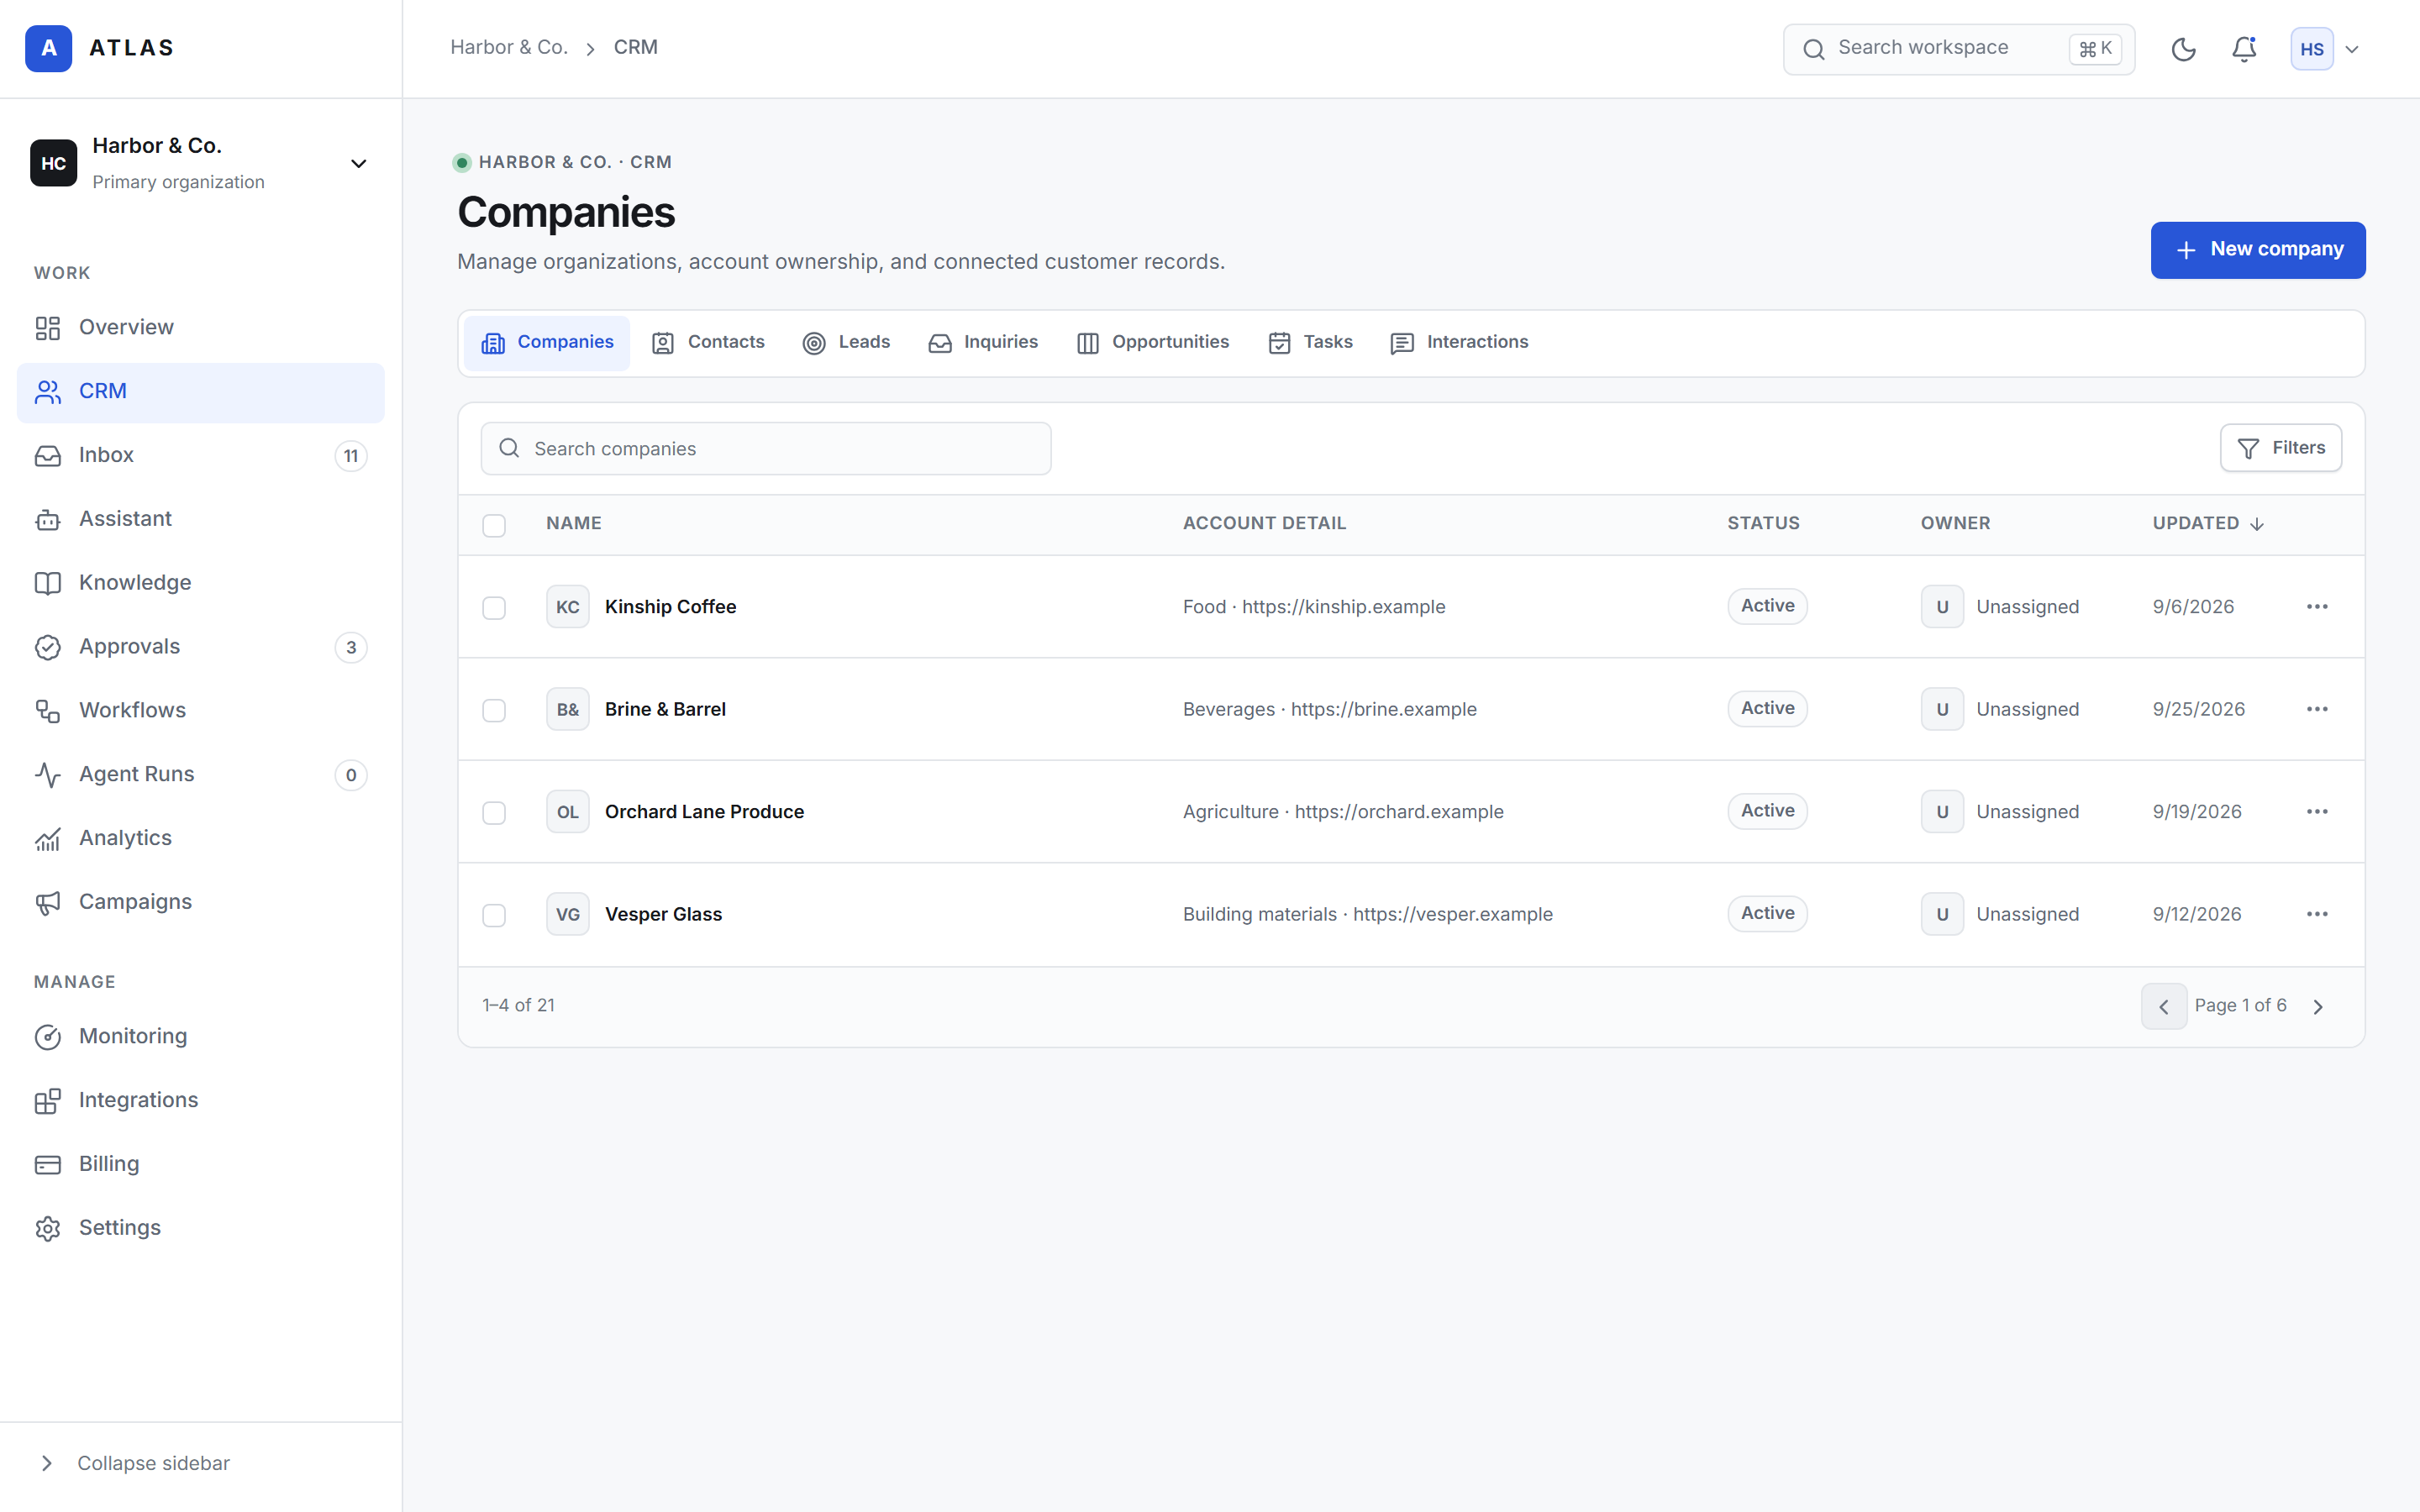 A ATLAS
Harbor & Co. > CRM
Search workspace ⌘ K
HS
HC Harbor & Co.
Primary organization
WORK
Overview
CRM
Inbox 11
Assistant
Knowledge
Approvals 3
Workflows
Agent Runs 0
Analytics
Campaigns
MANAGE
Monitoring
Integrations
Billing
Settings
Collapse sidebar
HARBOR & CO. · CRM
Companies
Manage organizations, account ownership, and connected customer records.
New company
Companies Contacts Leads Inquiries Opportunities Tasks Interactions
Search companies
Filters
NAME ACCOUNT DETAIL STATUS OWNER UPDATED ↓
KC Kinship Coffee Food · https://kinship.example Active U Unassigned 9/6/2026
B& Brine & Barrel Beverages · https://brine.example Active U Unassigned 9/25/2026
OL Orchard Lane Produce Agriculture · https://orchard.example Active U Unassigned 9/19/2026
VG Vesper Glass Building materials · https://vesper.example Active U Unassigned 9/12/2026
1–4 of 21
Page 1 of 6